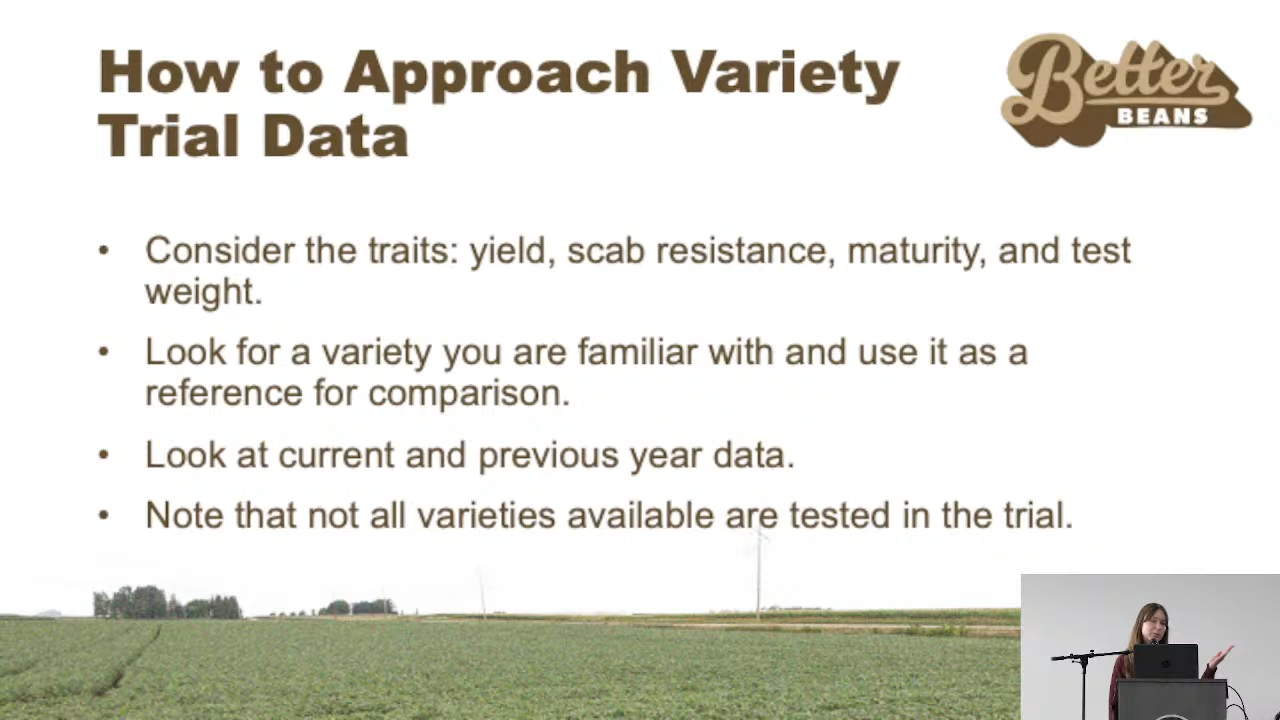 How to Approach Variety
Trial Data
Better
BEANS
• Consider the traits: yield, scab resistance, maturity, and test
weight.
• Look for a variety you are familiar with and use it as a
reference for comparison.
• Look at current and previous year data.
• Note that not all varieties available are tested in the trial.